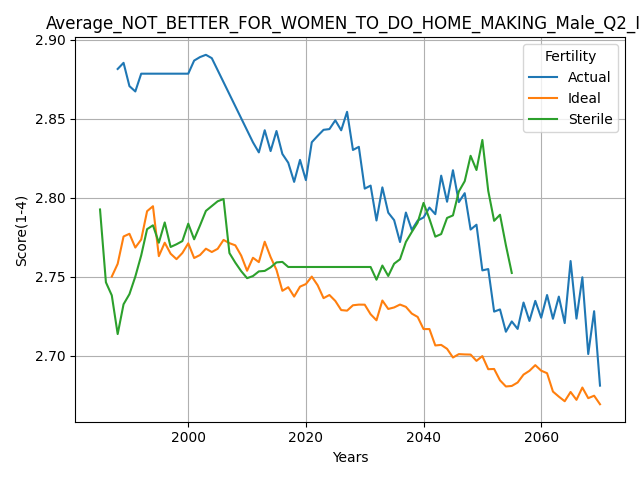 Average_NOT_BETTER_FOR_WOMEN_TO_DO_HOME_MAKING_Male_Q2_I
2.90
2.85
2.80
2.75
2.70
Score(1-4)
Fertility
Actual
Ideal
Sterile
2000
2020
2040
2060
Years